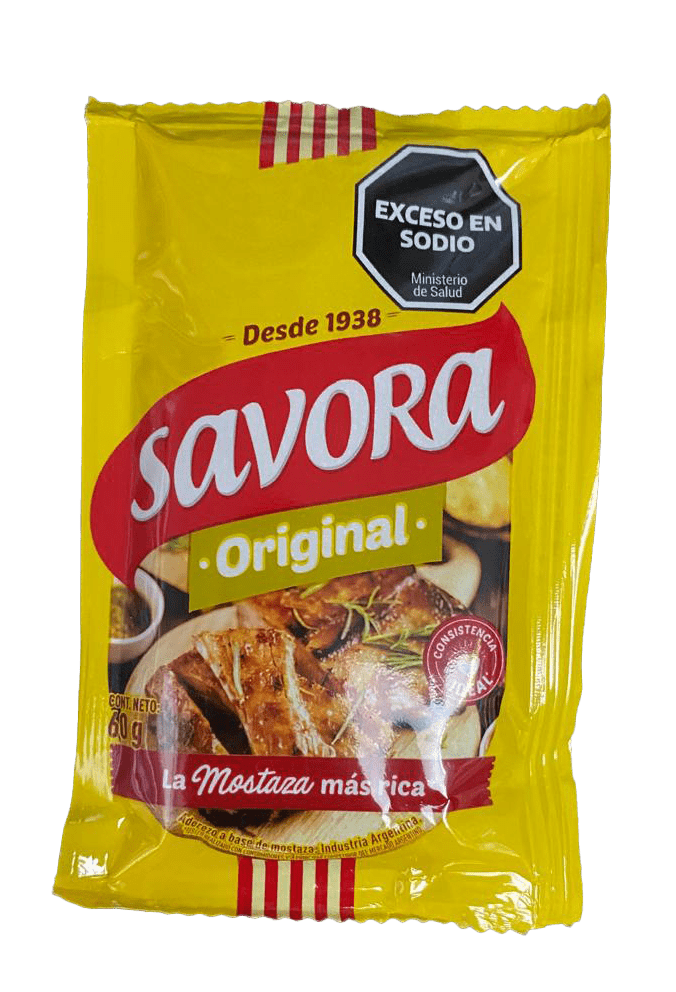 EXCESO EN
SODIO
Ministerio
de Salud
Desde 1938
SAVORA
Original
CONSISTENCIA
IDEAL
CONT. NETO
60 g
La Mostaza más rica
Aderezo a base de mostaza. Industria Argentina.